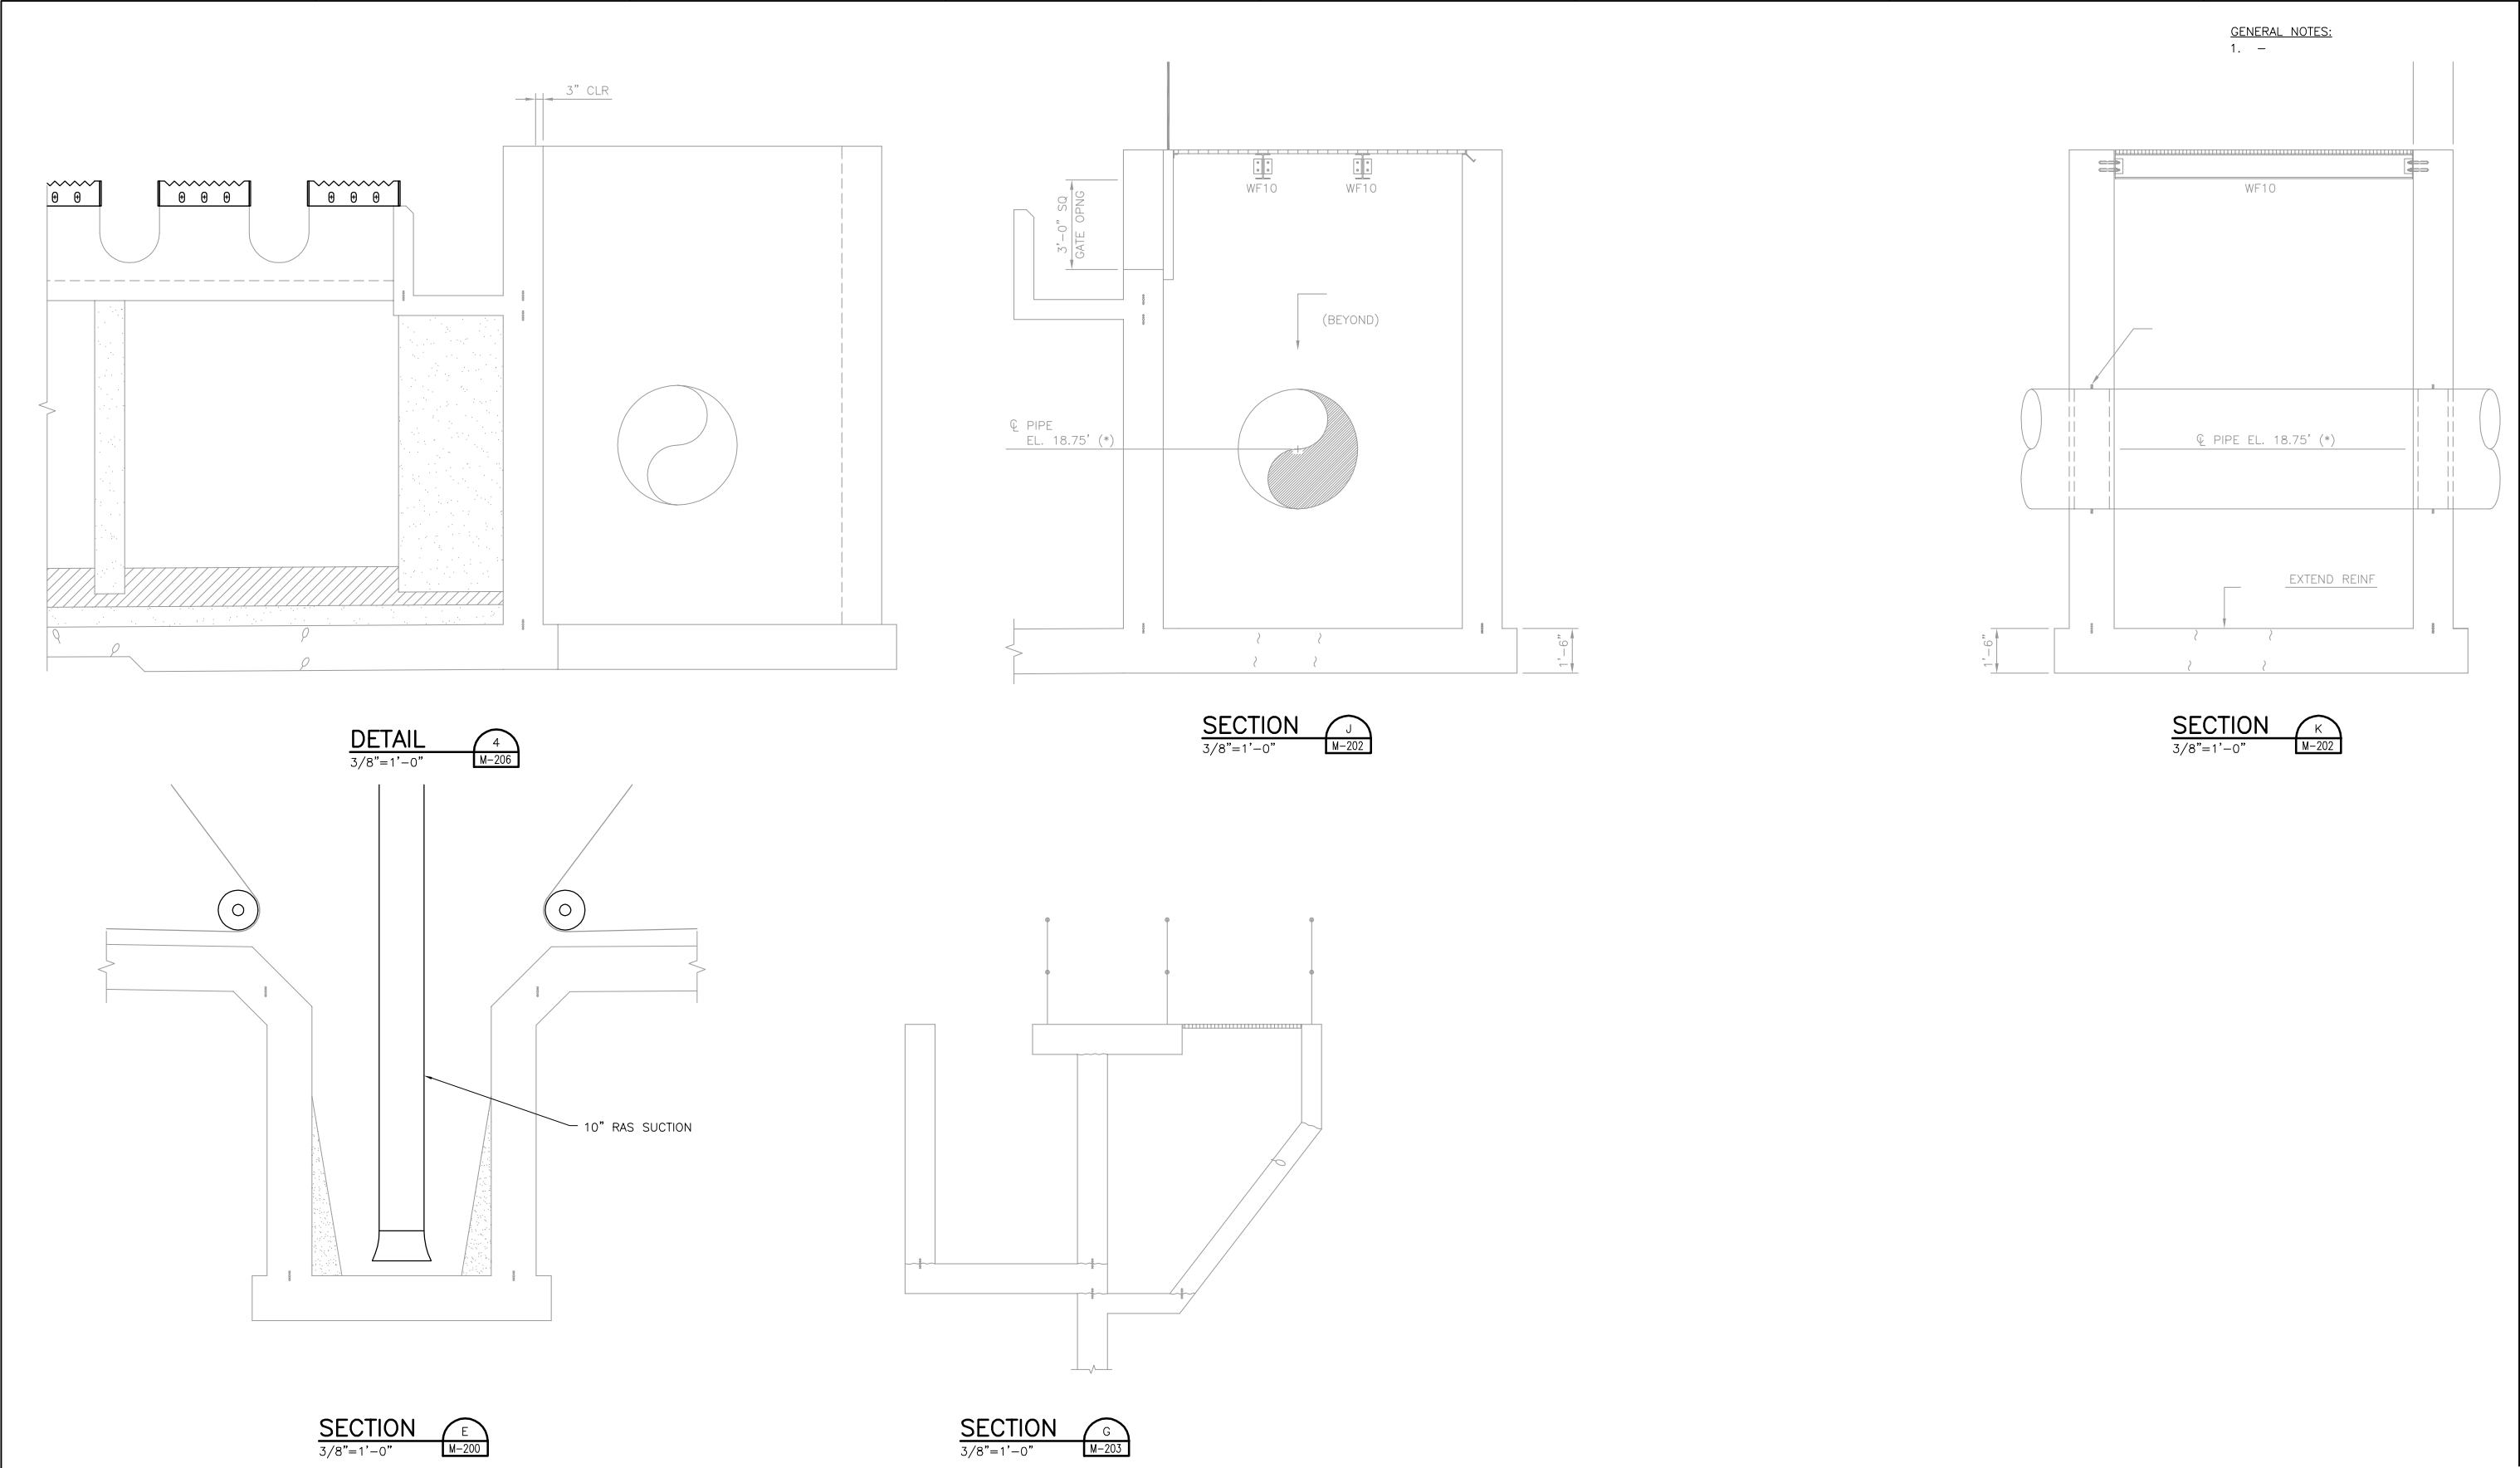 GENERAL NOTES:
1. –
3" CLR
WF10
WF10
3'-0" SQ
GATE OPNG
(BEYOND)
℄ PIPE
EL. 18.75' (*)
1'-6"
WF10
℄ PIPE EL. 18.75' (*)
EXTEND REINF
1'-6"
DETAIL
3/8"=1'-0"
4
M-206
SECTION
3/8"=1'-0"
J
M-202
SECTION
3/8"=1'-0"
K
M-202
10" RAS SUCTION
SECTION
3/8"=1'-0"
E
M-200
SECTION
3/8"=1'-0"
G
M-203